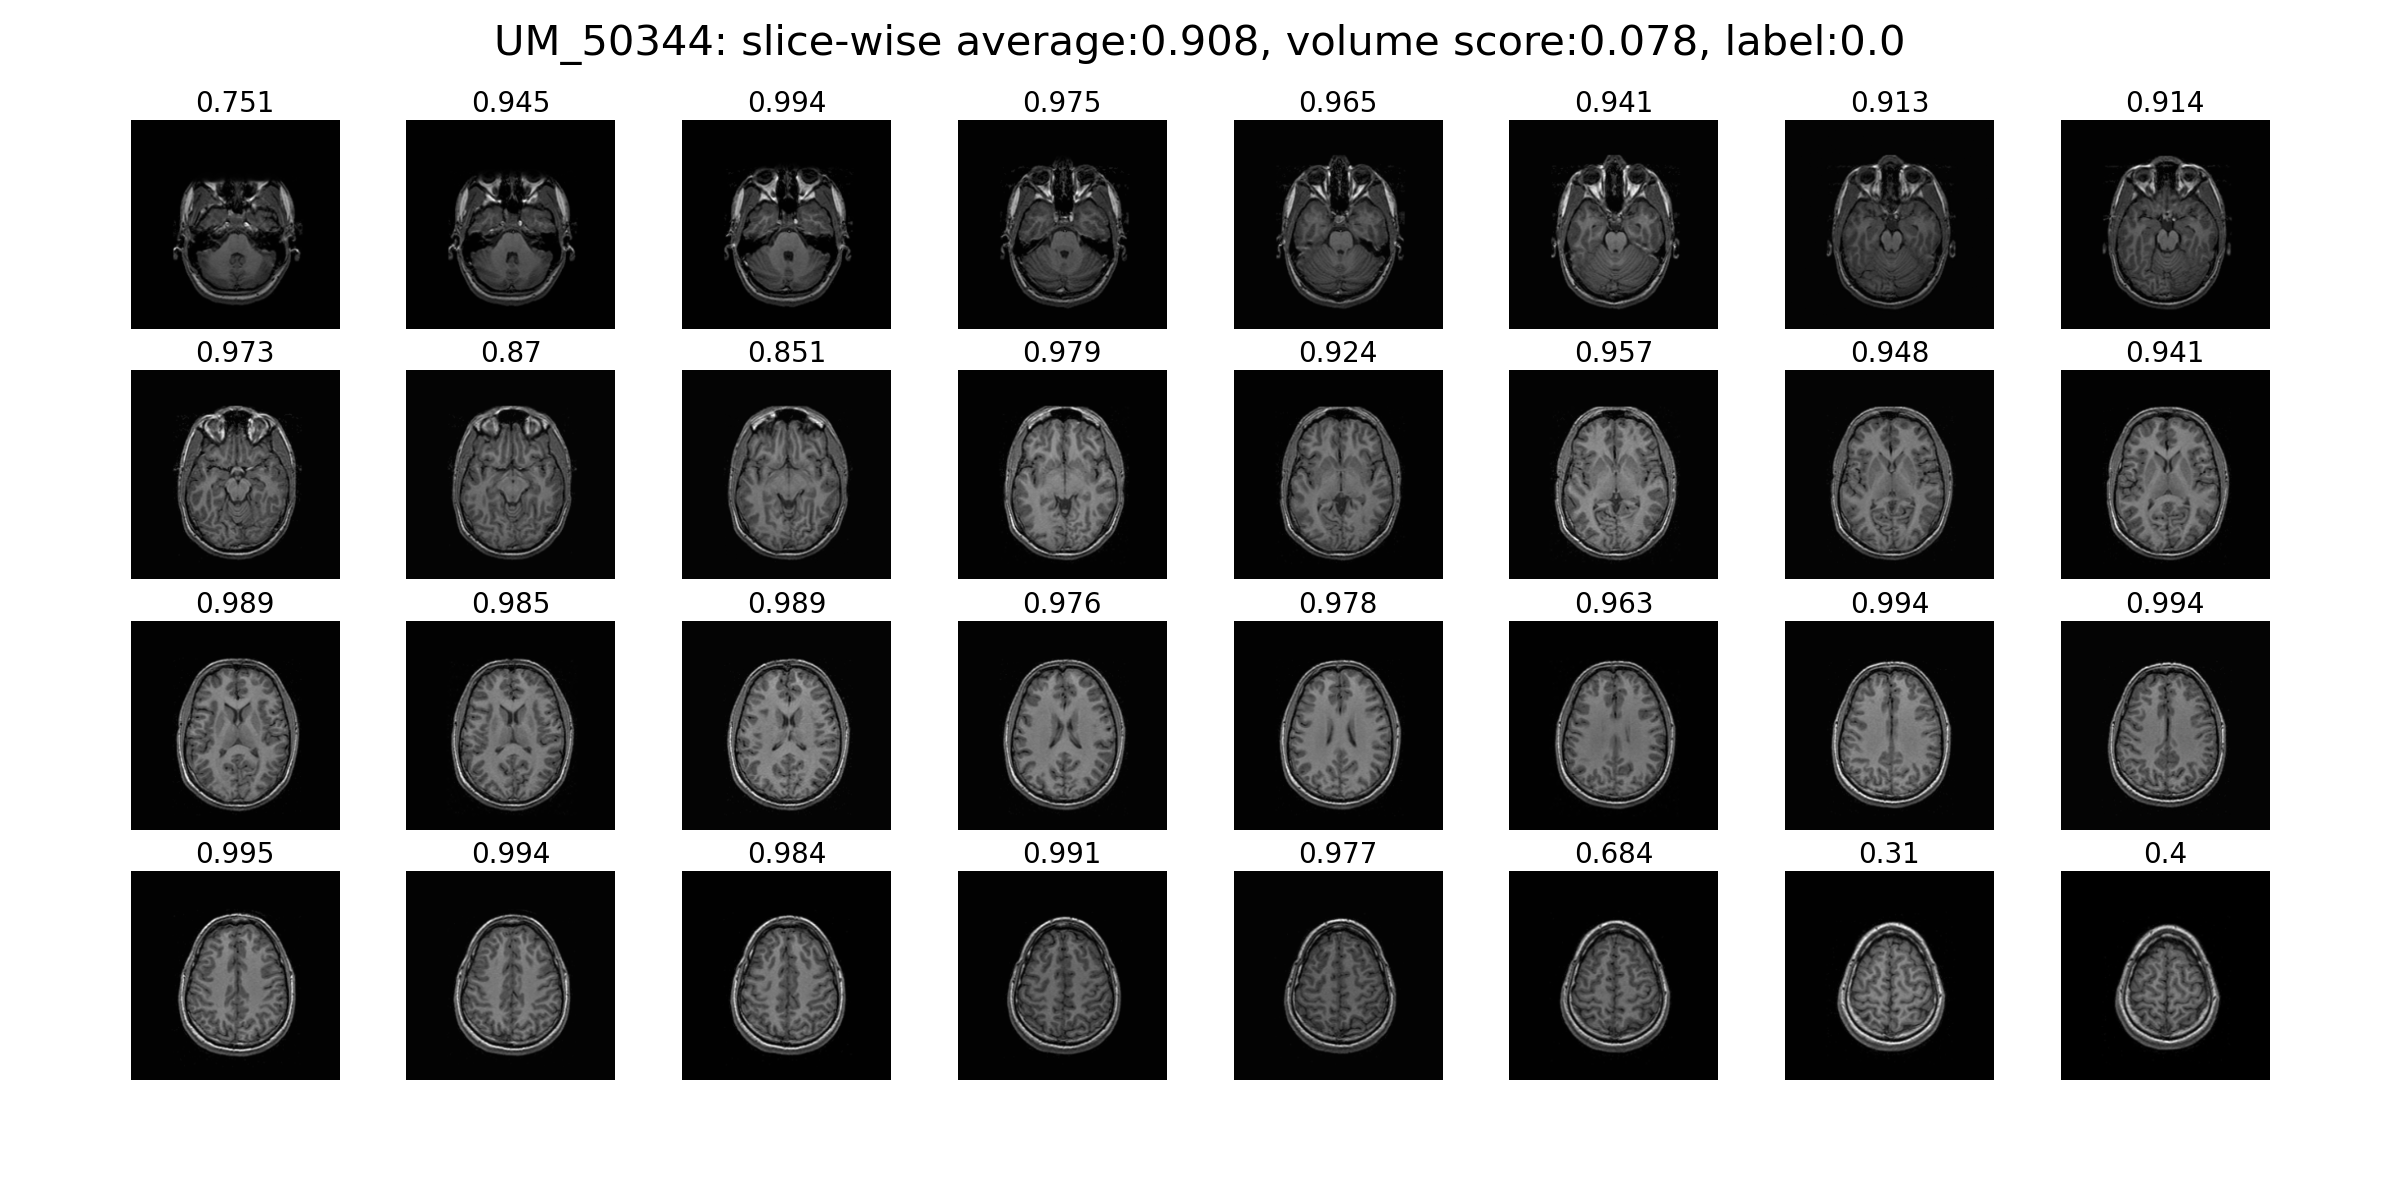 UM_50344: slice-wise average:0.908, volume score:0.078, label:0.0
0.751 0.945 0.994 0.975 0.965 0.941 0.913 0.914
0.973 0.87 0.851 0.979 0.924 0.957 0.948 0.941
0.989 0.985 0.989 0.976 0.978 0.963 0.994 0.994
0.995 0.994 0.984 0.991 0.977 0.684 0.31 0.4